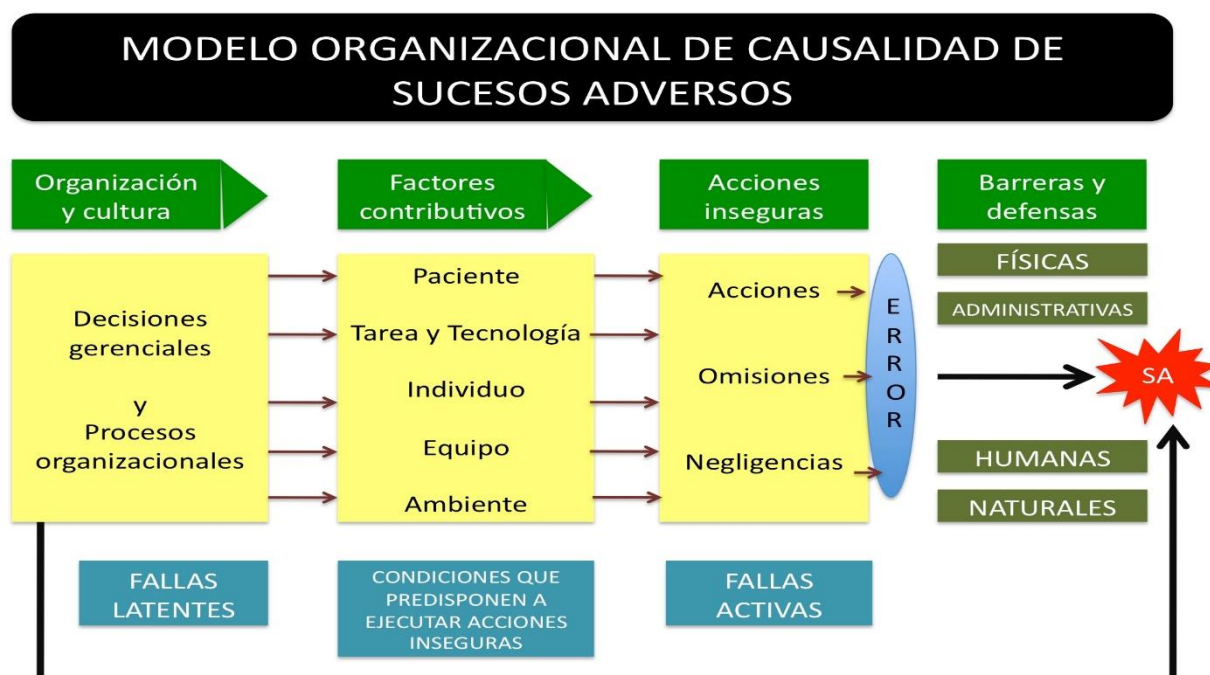 MODELO ORGANIZACIONAL DE CAUSALIDAD DE
SUCESOS ADVERSOS
Organización
y cultura
Factores
contributivos
Acciones
inseguras
Barreras y
defensas
Decisiones
gerenciales
y
Procesos
organizacionales
Paciente
Tarea y Tecnología
Individuo
Equipo
Ambiente
Acciones
Omisiones
Negligencias
E
R
R
O
R
FÍSICAS
ADMINISTRATIVAS
SA
HUMANAS
NATURALES
FALLAS
LATENTES
CONDICIONES QUE
PREDISPONEN A
EJECUTAR ACCIONES
INSEGURAS
FALLAS
ACTIVAS